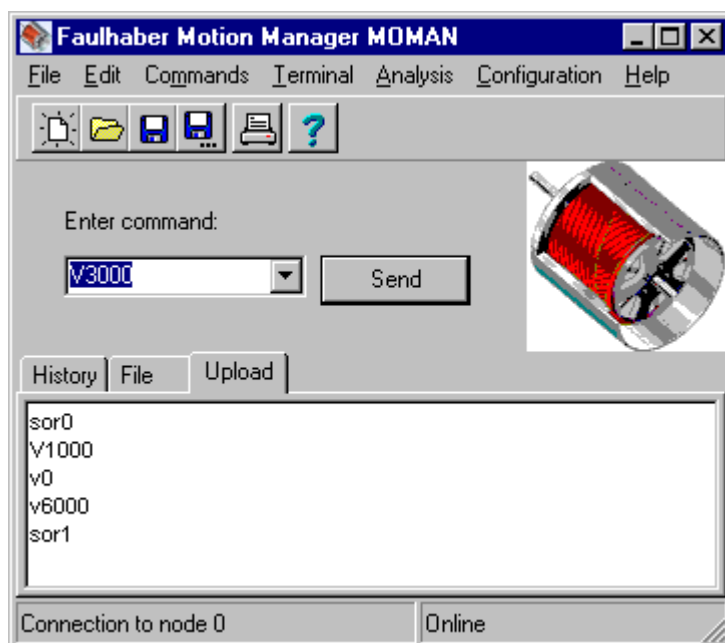 Faulhaber Motion Manager MOMAN
File Edit Commands Terminal Analysis Configuration Help
Enter command:
V3000
Send
History File Upload
sor0
V1000
v0
v6000
sor1
Connection to node 0 Online